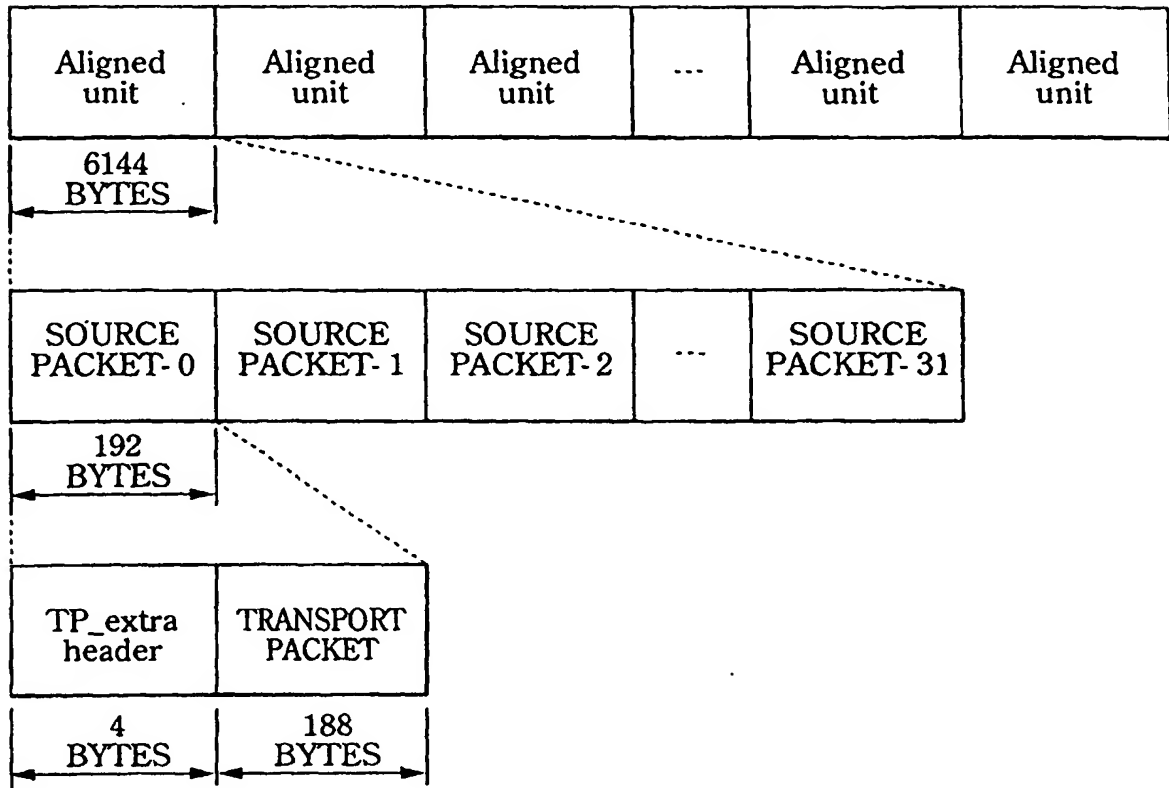 Aligned unit Aligned unit Aligned unit --- Aligned unit Aligned unit
6144 BYTES
SOURCE PACKET-0 SOURCE PACKET-1 SOURCE PACKET-2 --- SOURCE PACKET-31
192 BYTES
TP_extra header TRANSPORT PACKET
4 BYTES 188 BYTES